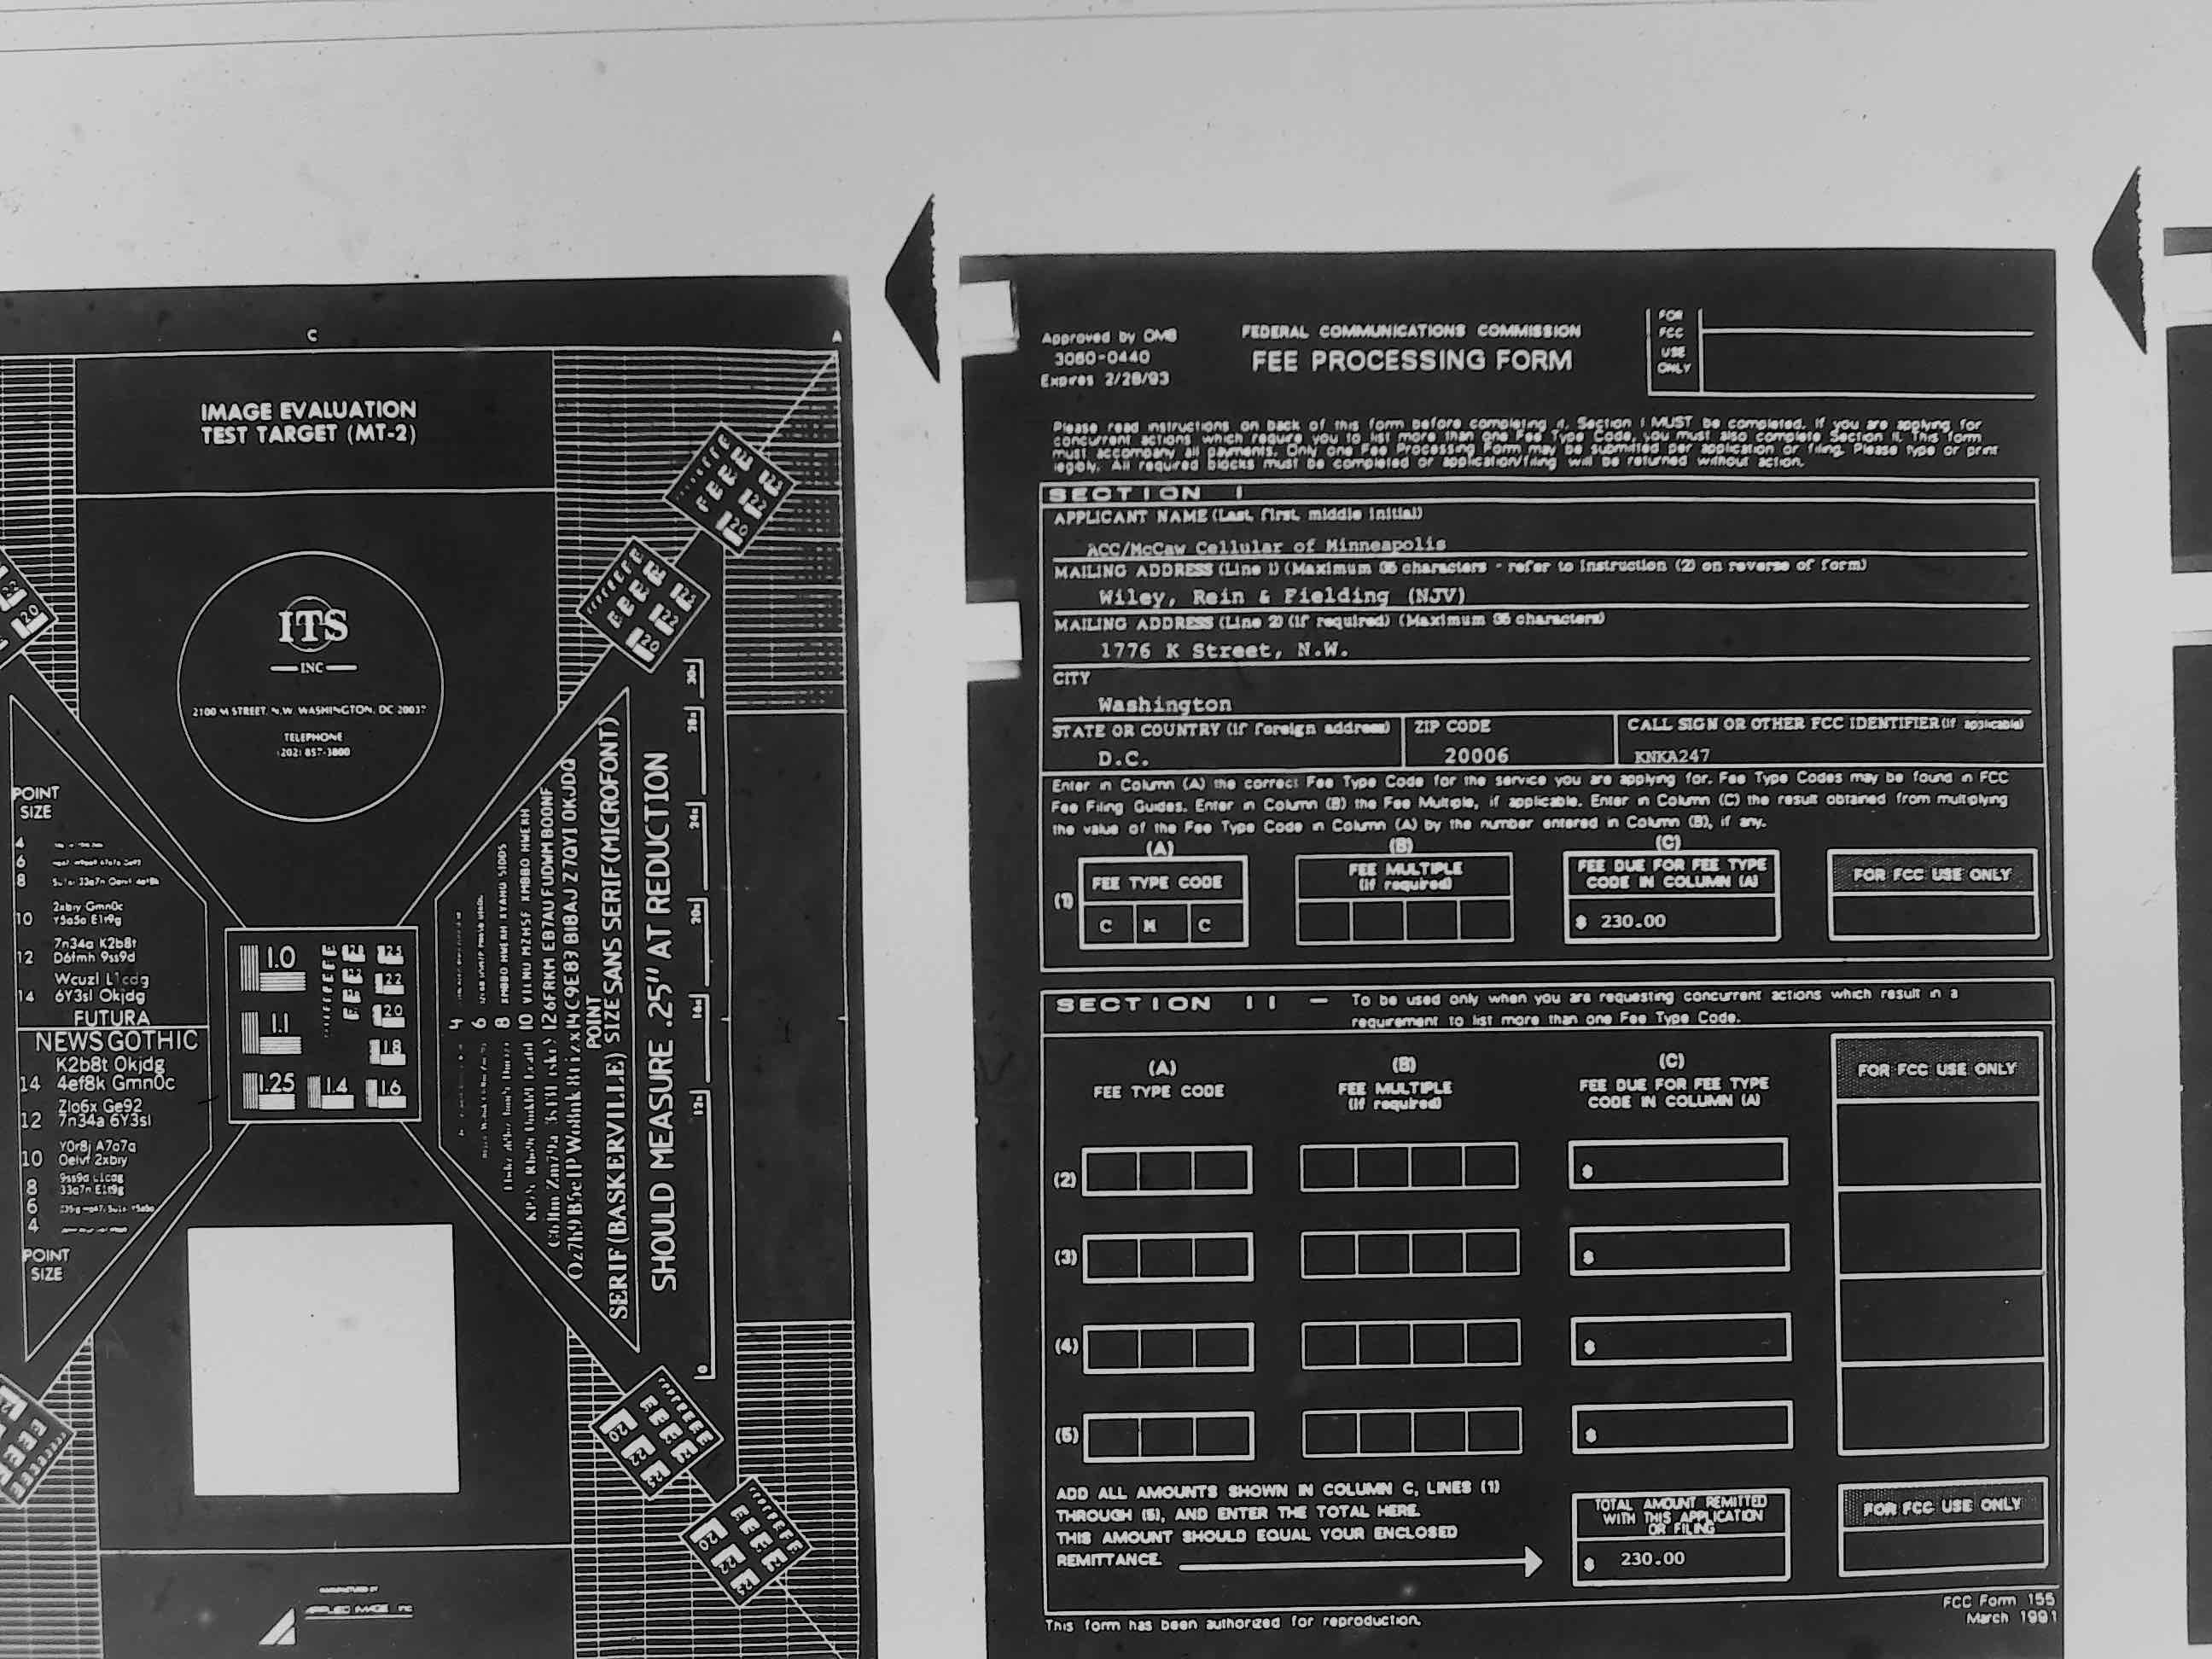 C
A
IMAGE EVALUATION
TEST TARGET (MT-2)
ITS
INC
2100 M STREET, N.W. WASHINGTON, DC 20037
TELEPHONE
(202) 857-3800
POINT
SIZE
4
6
8
10 2xbıy Gmn0c
Y5a5o E1r9g
12 7n34a K2b8t
D6fmh 9ss9d
14 Wcuzl L1cdg
6Y3sl Okjdg
FUTURA
NEWS GOTHIC
K2b8t Okjdg
14 4ef8k Gmn0c
Zlo6x Ge92
12 7n34a 6Y3sl
Y0r8j A7o7q
10 Oeivf 2xbıy
9ss9d L1cdg
8 33a7n E1t9g
6
4
POINT
SIZE
1.0
1.1
1.25 1.4 1.6
1.8
2.0
2.2
2.5
4
6
8
10
12
POINT
SERIF (BASKERVILLE) SIZE SANS SERIF (MICROFONT)
SHOULD MEASURE .25" AT REDUCTION
0 12x 16x 20x 24x 28x 30x
MANUFACTURED BY
APPLIED IMAGE Inc
Approved by OMB
3060-0440
Expires 2/28/93
FEDERAL COMMUNICATIONS COMMISSION
FEE PROCESSING FORM
FOR
FCC
USE
ONLY
Please read instructions on back of this form before completing it. Section I MUST be completed. If you are applying for
concurrent actions which require you to list more than one Fee Type Code, you must also complete Section II. This form
must accompany all payments. Only one Fee Processing Form may be submitted per application or filing. Please type or print
legibly. All required blocks must be completed or application/filing will be returned without action.
SECTION I
APPLICANT NAME (Last, first, middle initial)
ACC/McCaw Cellular of Minneapolis
MAILING ADDRESS (Line 1) (Maximum 35 characters - refer to Instruction (2) on reverse of form)
Wiley, Rein & Fielding (NJV)
MAILING ADDRESS (Line 2) (if required) (Maximum 35 characters)
1776 K Street, N.W.
CITY
Washington
STATE OR COUNTRY (if foreign address) ZIP CODE CALL SIGN OR OTHER FCC IDENTIFIER (if applicable)
D.C. 20006 KNKA247
Enter in Column (A) the correct Fee Type Code for the service you are applying for. Fee Type Codes may be found in FCC
Fee Filing Guides. Enter in Column (B) the Fee Multiple, if applicable. Enter in Column (C) the result obtained from multiplying
the value of the Fee Type Code in Column (A) by the number entered in Column (B), if any.
(A) (B) (C)
(1) FEE TYPE CODE
C M C
FEE MULTIPLE
(if required)
FEE DUE FOR FEE TYPE
CODE IN COLUMN (A)
$ 230.00
FOR FCC USE ONLY
SECTION II — To be used only when you are requesting concurrent actions which result in a
requirement to list more than one Fee Type Code.
(A)
FEE TYPE CODE
(B)
FEE MULTIPLE
(if required)
(C)
FEE DUE FOR FEE TYPE
CODE IN COLUMN (A)
FOR FCC USE ONLY
(2) $
(3) $
(4) $
(5) $
ADD ALL AMOUNTS SHOWN IN COLUMN C, LINES (1)
THROUGH (5), AND ENTER THE TOTAL HERE.
THIS AMOUNT SHOULD EQUAL YOUR ENCLOSED
REMITTANCE.
TOTAL AMOUNT REMITTED
WITH THIS APPLICATION
OR FILING
$ 230.00
FOR FCC USE ONLY
This form has been authorized for reproduction.
FCC Form 155
March 1991